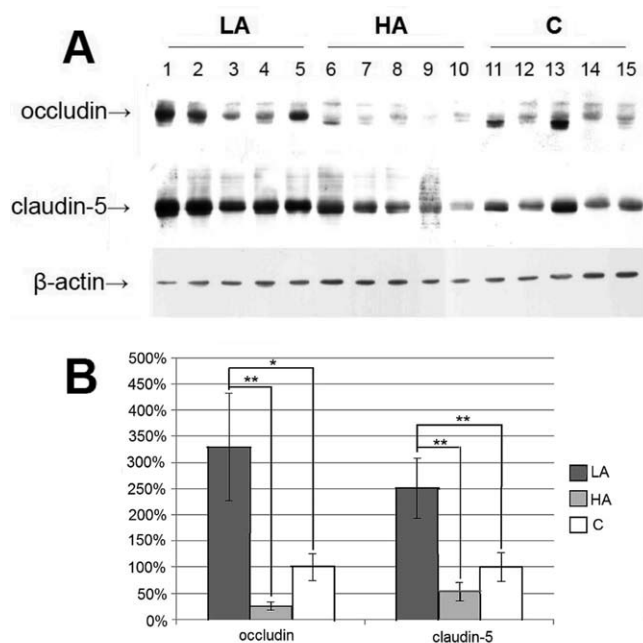 A
LA HA C
1 2 3 4 5 6 7 8 9 10 11 12 13 14 15
occludin→
claudin-5→
β-actin→
B
500%
450%
400%
350%
300%
250%
200%
150%
100%
50%
0%
*
**
**
**
occludin claudin-5
LA
HA
C